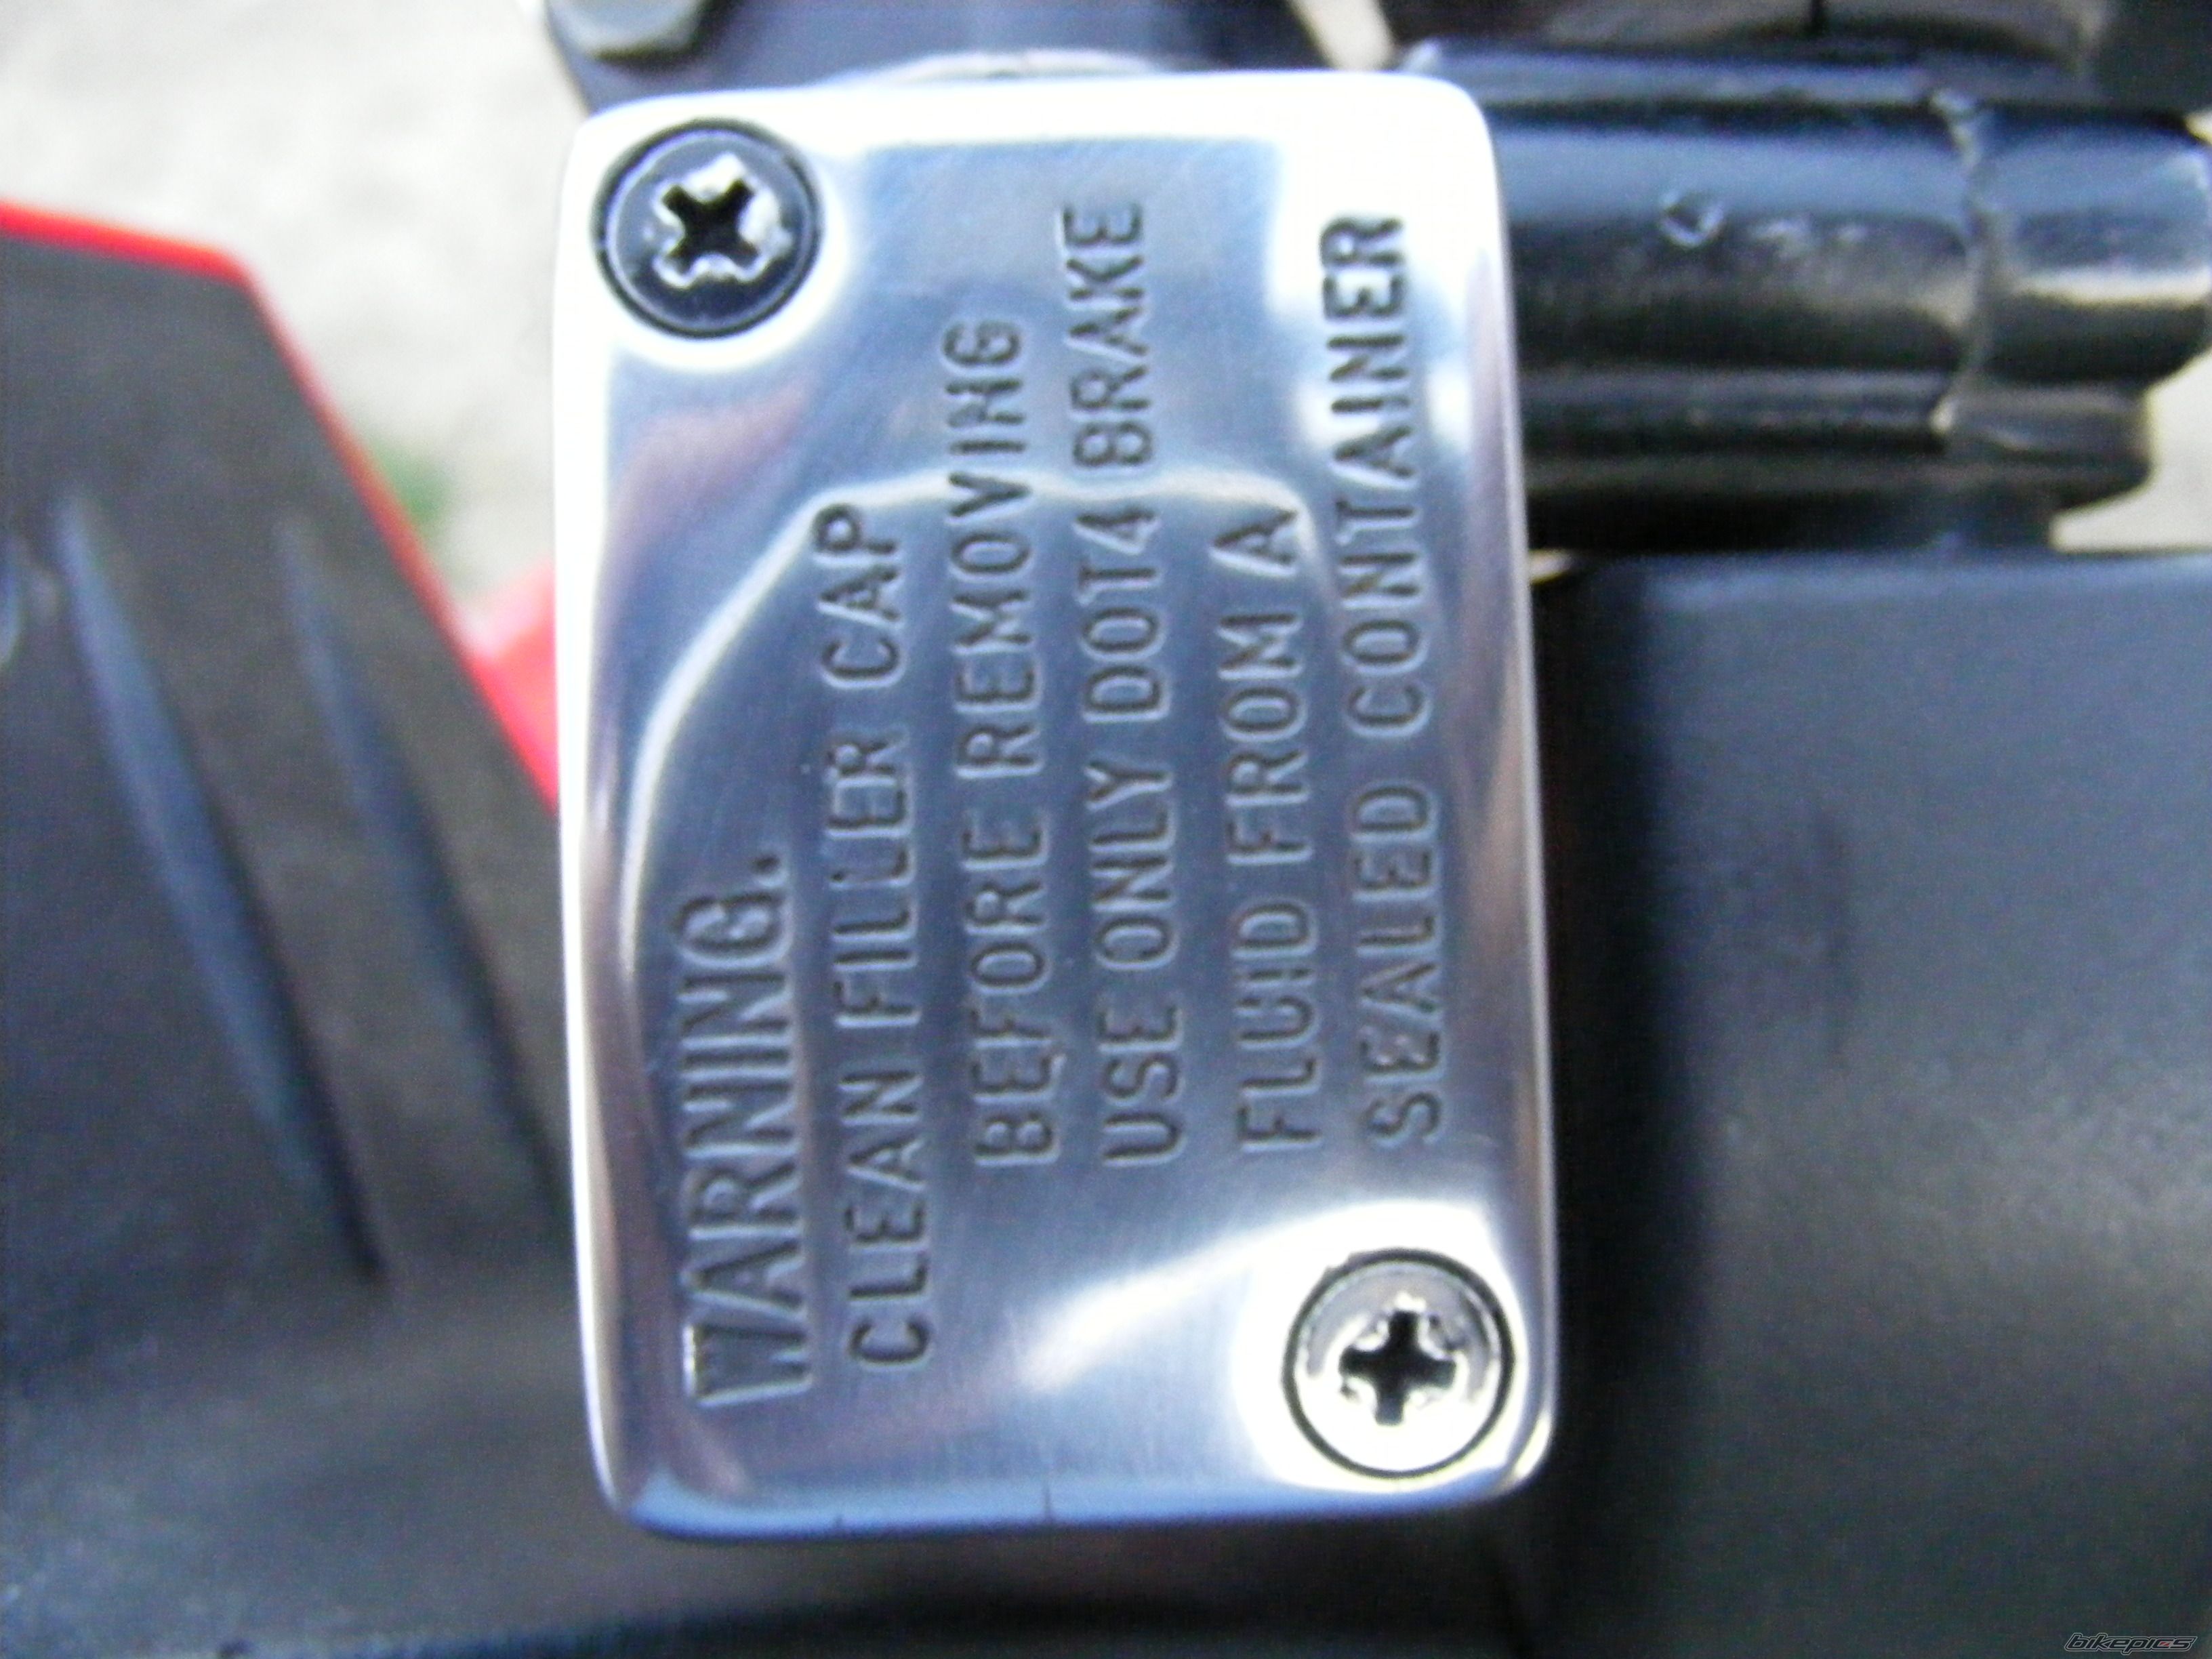 WARNING.
CLEAN FILLER CAP
BEFORE REMOVING
USE ONLY DOT4 BRAKE
FLUID FROM A
SEALED CONTAINER
bikepics